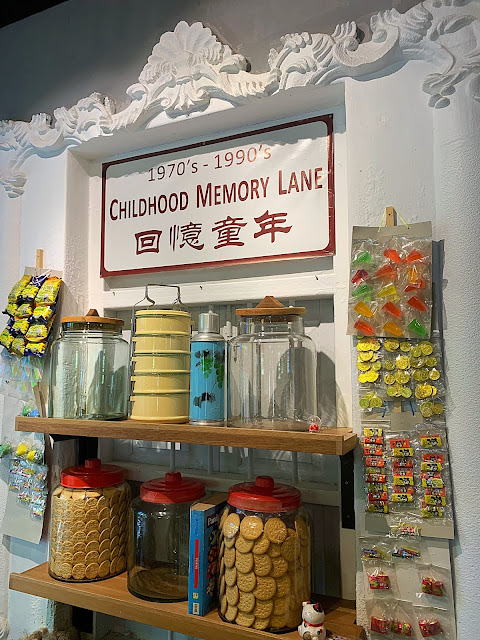 1970's - 1990's
CHILDHOOD MEMORY LANE
回憶童年